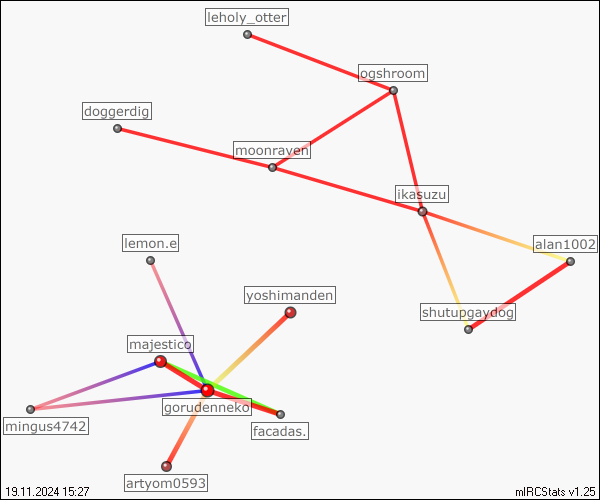 leholy_otter
ogshroom
doggerdig
moonraven
ikasuzu
lemon.e
alan1002
yoshimanden
shutupgaydog
majestico
gorudenneko
mingus4742
facadas.
artyom0593
19.11.2024 15:27
mIRCStats v1.25